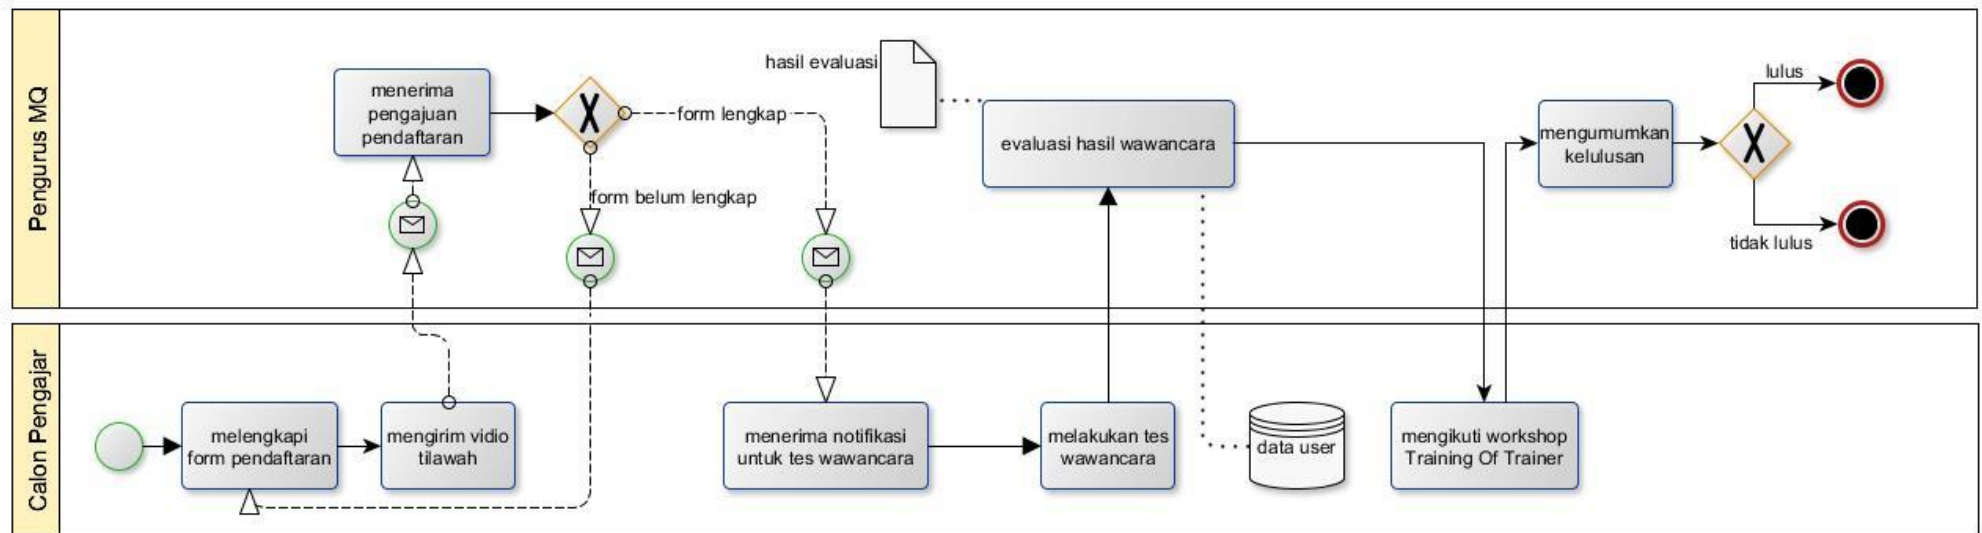 Pengurus MQ
menerima
pengajuan
pendaftaran
form lengkap
form belum lengkap
hasil evaluasi
evaluasi hasil wawancara
mengumumkan
kelulusan
lulus
tidak lulus
Calon Pengajar
melengkapi
form pendaftaran
mengirim vidio
tilawah
menerima notifikasi
untuk tes wawancara
melakukan tes
wawancara
data user
mengikuti workshop
Training Of Trainer